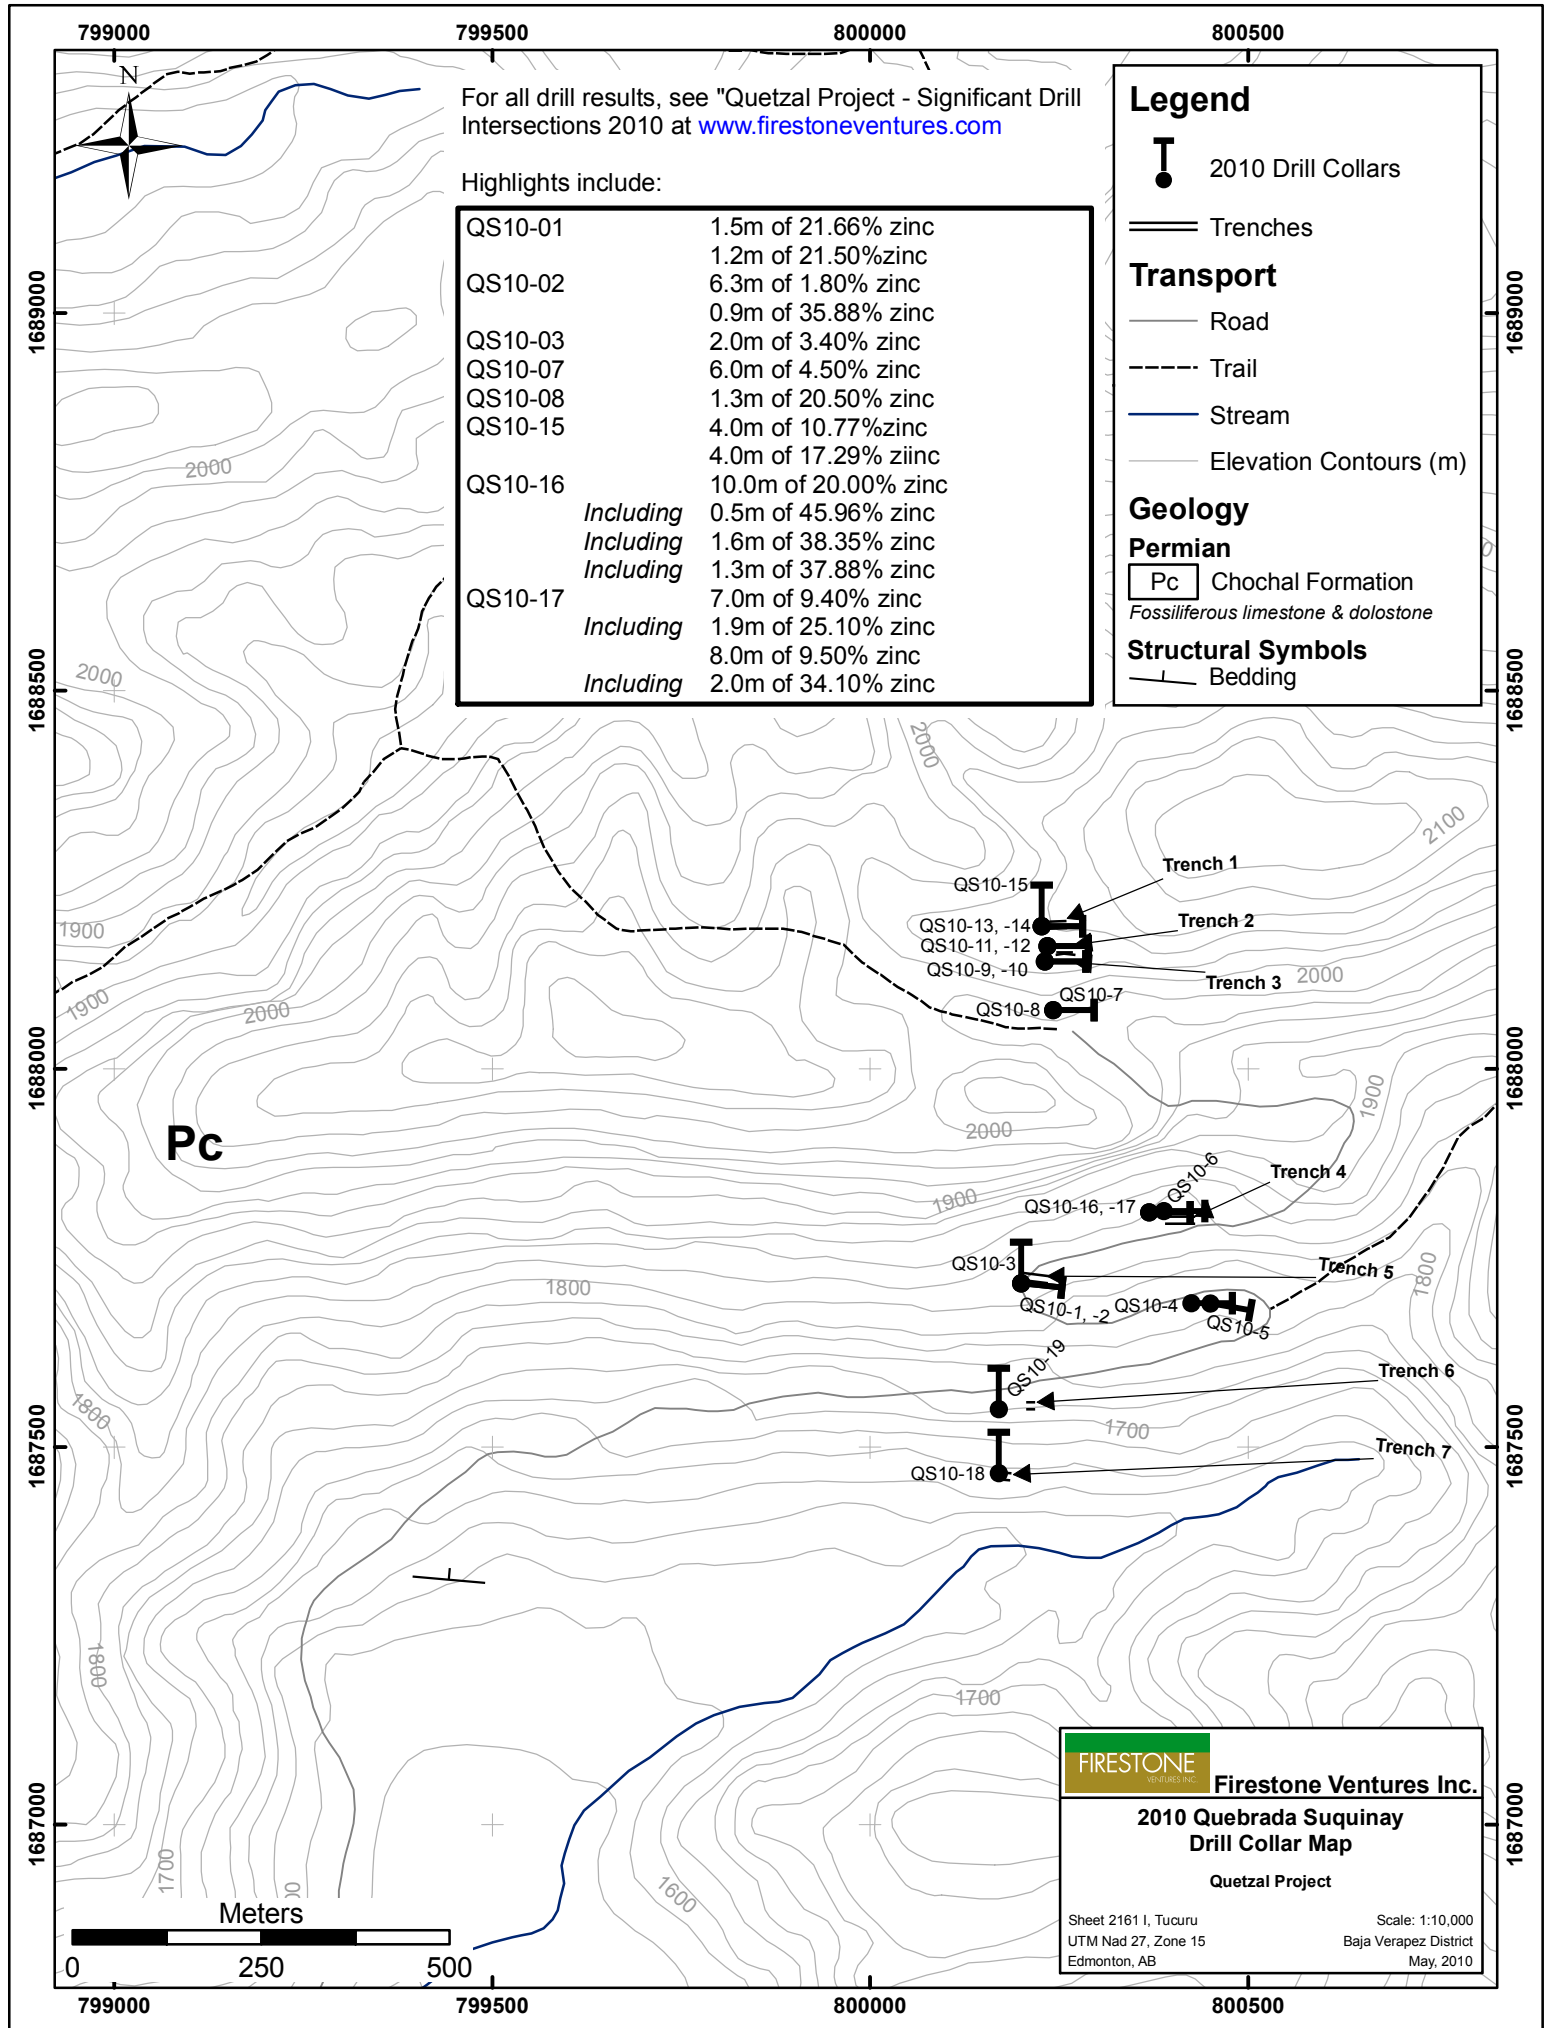 799000 799500 800000 800500
N
For all drill results, see "Quetzal Project - Significant Drill
Intersections 2010 at www.firestoneventures.com
Highlights include:
QS10-01 1.5m of 21.66% zinc
1.2m of 21.50%zinc
QS10-02 6.3m of 1.80% zinc
0.9m of 35.88% zinc
QS10-03 2.0m of 3.40% zinc
QS10-07 6.0m of 4.50% zinc
QS10-08 1.3m of 20.50% zinc
QS10-15 4.0m of 10.77%zinc
4.0m of 17.29% ziinc
QS10-16 10.0m of 20.00% zinc
Including 0.5m of 45.96% zinc
Including 1.6m of 38.35% zinc
Including 1.3m of 37.88% zinc
QS10-17 7.0m of 9.40% zinc
Including 1.9m of 25.10% zinc
8.0m of 9.50% zinc
Including 2.0m of 34.10% zinc
Legend
2010 Drill Collars
Trenches
Transport
Road
Trail
Stream
Elevation Contours (m)
Geology
Permian
Pc Chochal Formation
Fossiliferous limestone & dolostone
Structural Symbols
Bedding
1689000
1689000
1688500
1688500
1688000
1688000
1687500
1687500
1687000
1687000
2000
2000
2000
2100
1900
1900
2000
2000
2000
1900
1900
1800
1800
1800
1700
1800
1700
1700
1600
QS10-15
Trench 1
QS10-13, -14
Trench 2
QS10-11, -12
QS10-9, -10
Trench 3
QS10-7
QS10-8
Pc
QS10-6
Trench 4
QS10-16, -17
QS10-3
Trench 5
QS10-1, -2
QS10-4
QS10-5
QS10-19
Trench 6
Trench 7
QS10-18
FIRESTONE
VENTURES INC.
Firestone Ventures Inc.
2010 Quebrada Suquinay
Drill Collar Map
Quetzal Project
Sheet 2161 I, Tucuru Scale: 1:10,000
UTM Nad 27, Zone 15 Baja Verapez District
Edmonton, AB May, 2010
Meters
0 250 500
799000 799500 800000 800500